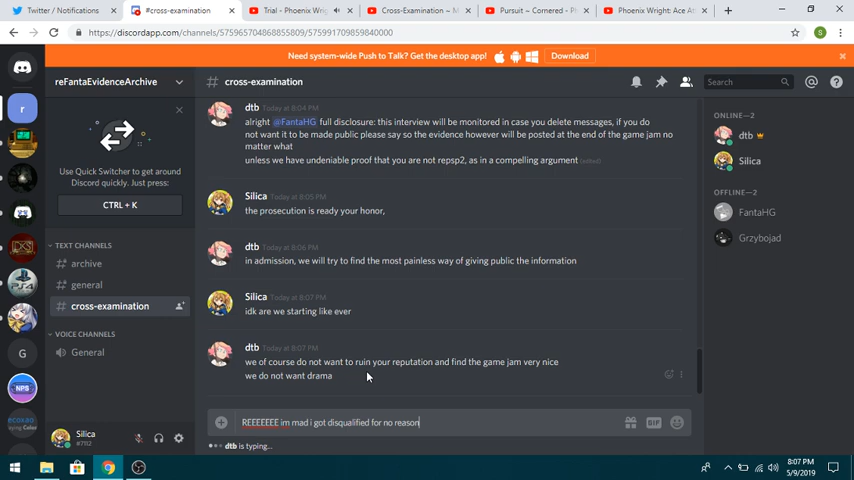 Twitter / Notifications
#cross-examination
Trial - Phoenix Wright:
Cross-Examination ~ M
Pursuit ~ Cornered - Ph
Phoenix Wright: Ace At
https://discordapp.com/channels/575965704868855809/575991709859840000
Need system-wide Push to Talk? Get the desktop app!
Download
reFantaEvidenceArchive
# cross-examination
Search
Use Quick Switcher to get around
Discord quickly. Just press:
CTRL + K
TEXT CHANNELS
# archive
# general
# cross-examination
VOICE CHANNELS
General
r
G
NPS
Silica
#7112
dtb Today at 8:04 PM
alright @FantaHG full disclosure: this interview will be monitored in case you delete messages, if you do
not want it to be made public please say so the evidence however will be posted at the end of the game jam no
matter what
unless we have undeniable proof that you are not repsp2, as in a compelling argument (edited)
Silica Today at 8:05 PM
the prosecution is ready your honor,
dtb Today at 8:06 PM
in admission, we will try to find the most painless way of giving public the information
Silica Today at 8:07 PM
idk are we starting like ever
dtb Today at 8:07 PM
we of course do not want to ruin your reputation and find the game jam very nice
we do not want drama
REEEEEEE im mad i got disqualified for no reason
GIF
dtb is typing...
ONLINE—2
dtb
Silica
OFFLINE—2
FantaHG
Grzybojad
8:07 PM
5/9/2019